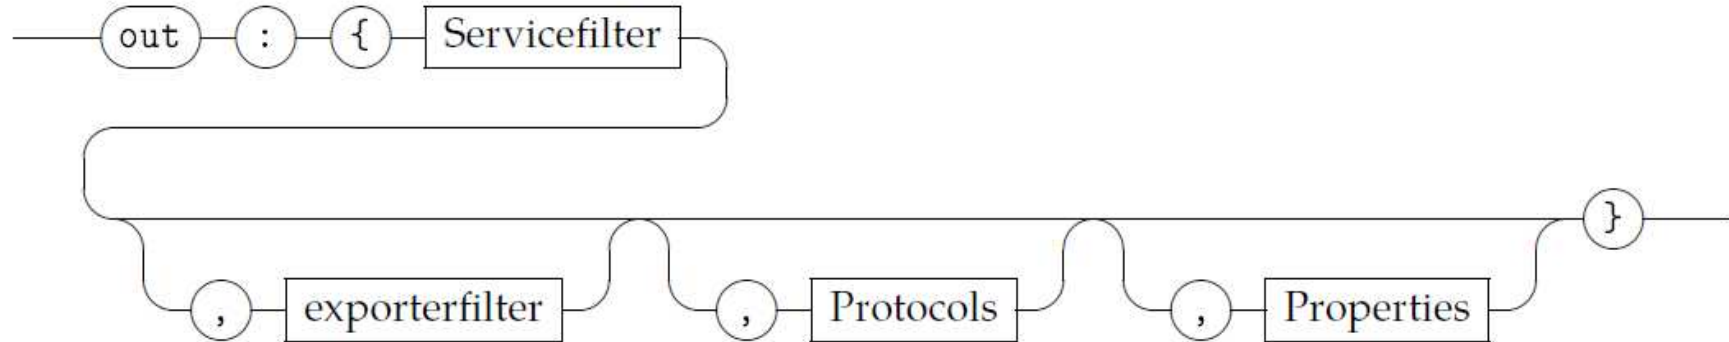 out : { Servicefilter
}
, exporterfilter , Protocols , Properties